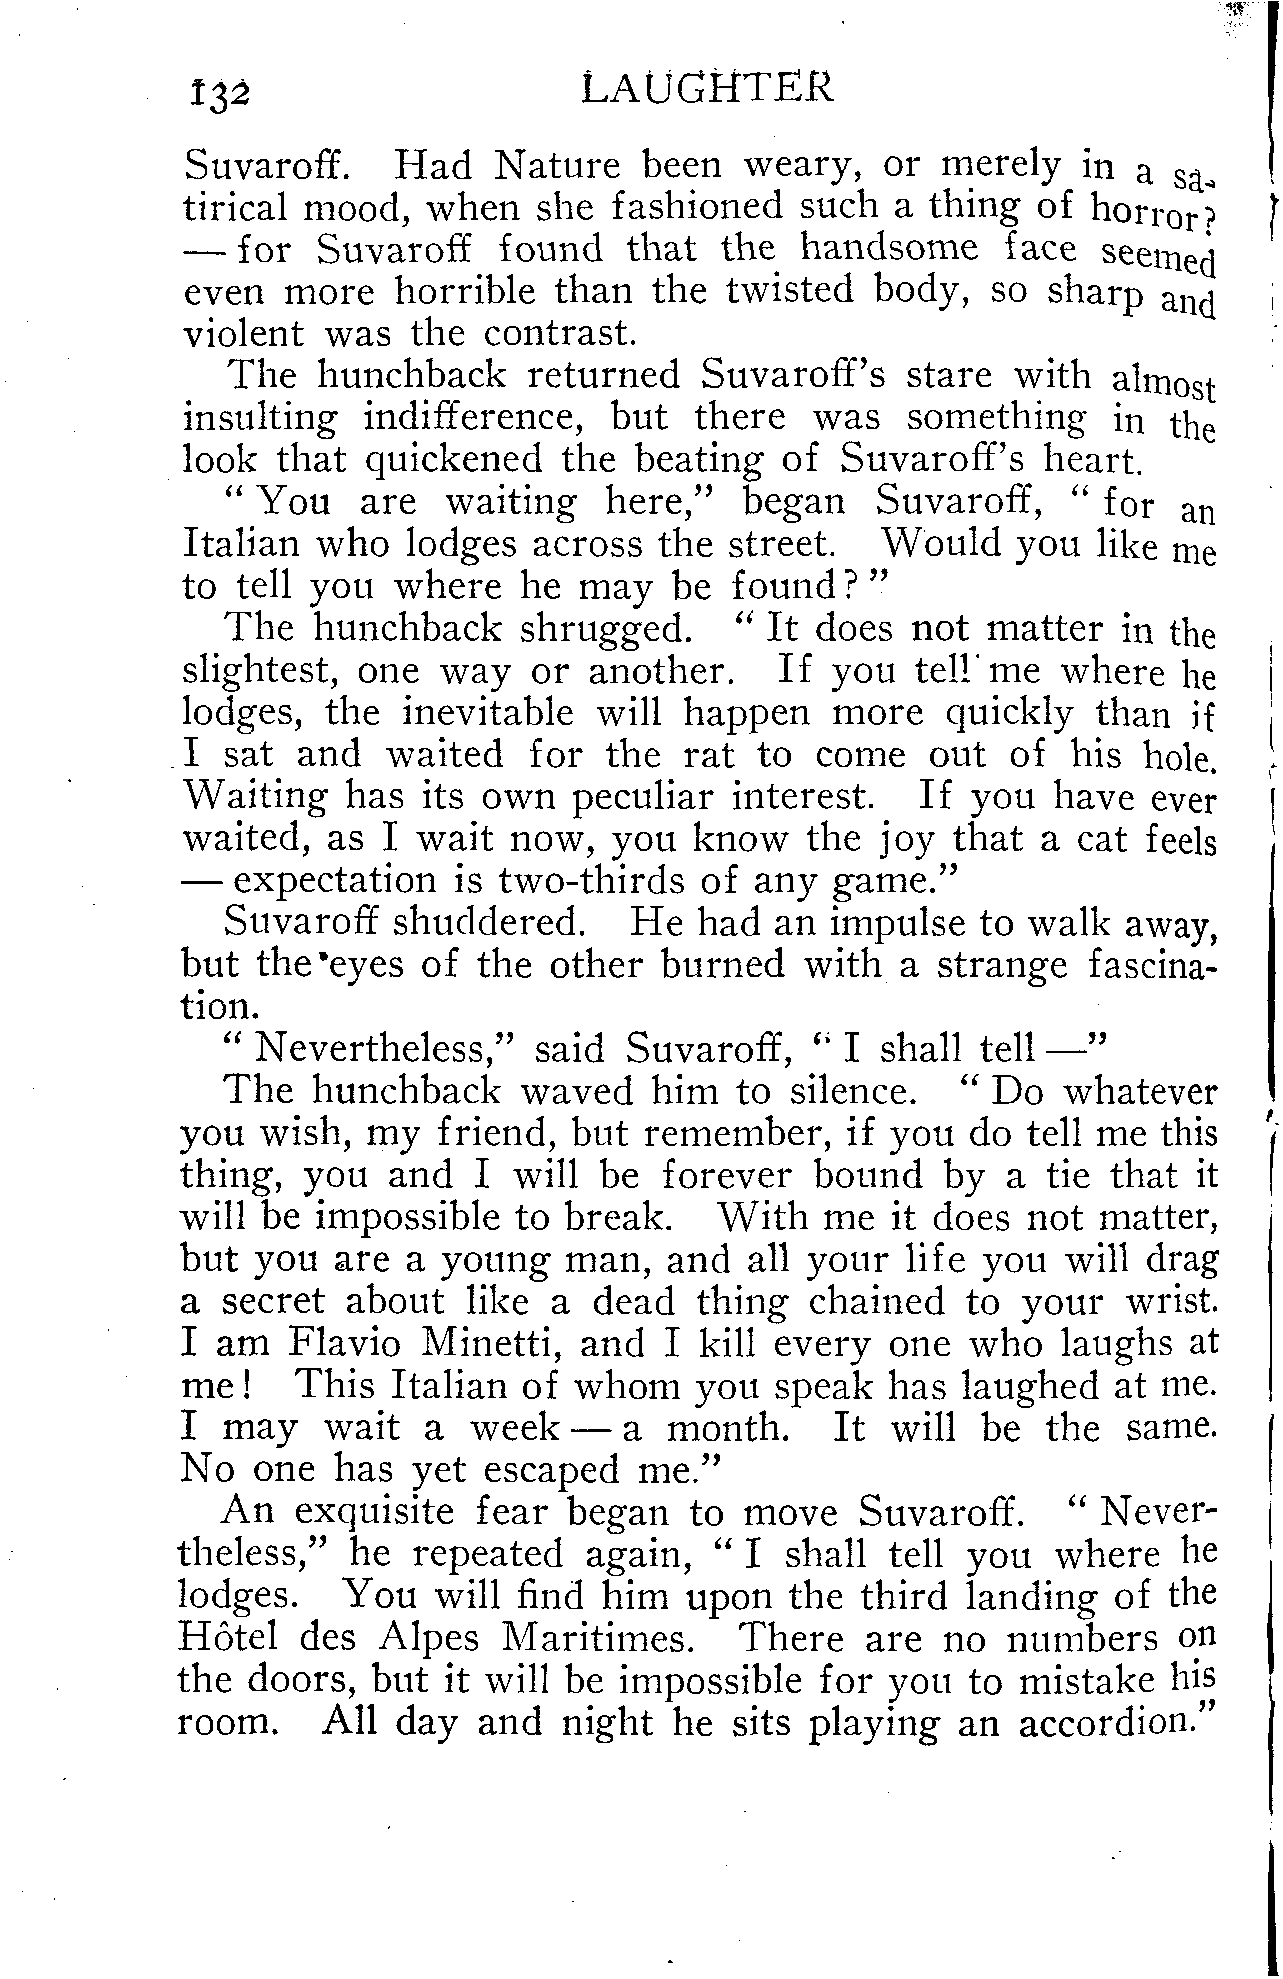 132 LAUGHTER
Suvaroff. Had Nature been weary, or merely in a sa-
tirical mood, when she fashioned such a thing of horror?
— for Suvaroff found that the handsome face seemed
even more horrible than the twisted body, so sharp and
violent was the contrast.
The hunchback returned Suvaroff's stare with almost
insulting indifference, but there was something in the
look that quickened the beating of Suvaroff's heart.
“ You are waiting here,” began Suvaroff, “ for an
Italian who lodges across the street. Would you like me
to tell you where he may be found? ”
The hunchback shrugged. “ It does not matter in the
slightest, one way or another. If you tell me where he
lodges, the inevitable will happen more quickly than if
I sat and waited for the rat to come out of his hole.
Waiting has its own peculiar interest. If you have ever
waited, as I wait now, you know the joy that a cat feels
— expectation is two-thirds of any game.”
Suvaroff shuddered. He had an impulse to walk away,
but the eyes of the other burned with a strange fascina-
tion.
“ Nevertheless,” said Suvaroff, “ I shall tell —”
The hunchback waved him to silence. “ Do whatever
you wish, my friend, but remember, if you do tell me this
thing, you and I will be forever bound by a tie that it
will be impossible to break. With me it does not matter,
but you are a young man, and all your life you will drag
a secret about like a dead thing chained to your wrist.
I am Flavio Minetti, and I kill every one who laughs at
me! This Italian of whom you speak has laughed at me.
I may wait a week — a month. It will be the same.
No one has yet escaped me.”
An exquisite fear began to move Suvaroff. “ Never-
theless,” he repeated again, “ I shall tell you where he
lodges. You will find him upon the third landing of the
Hôtel des Alpes Maritimes. There are no numbers on
the doors, but it will be impossible for you to mistake his
room. All day and night he sits playing an accordion.”